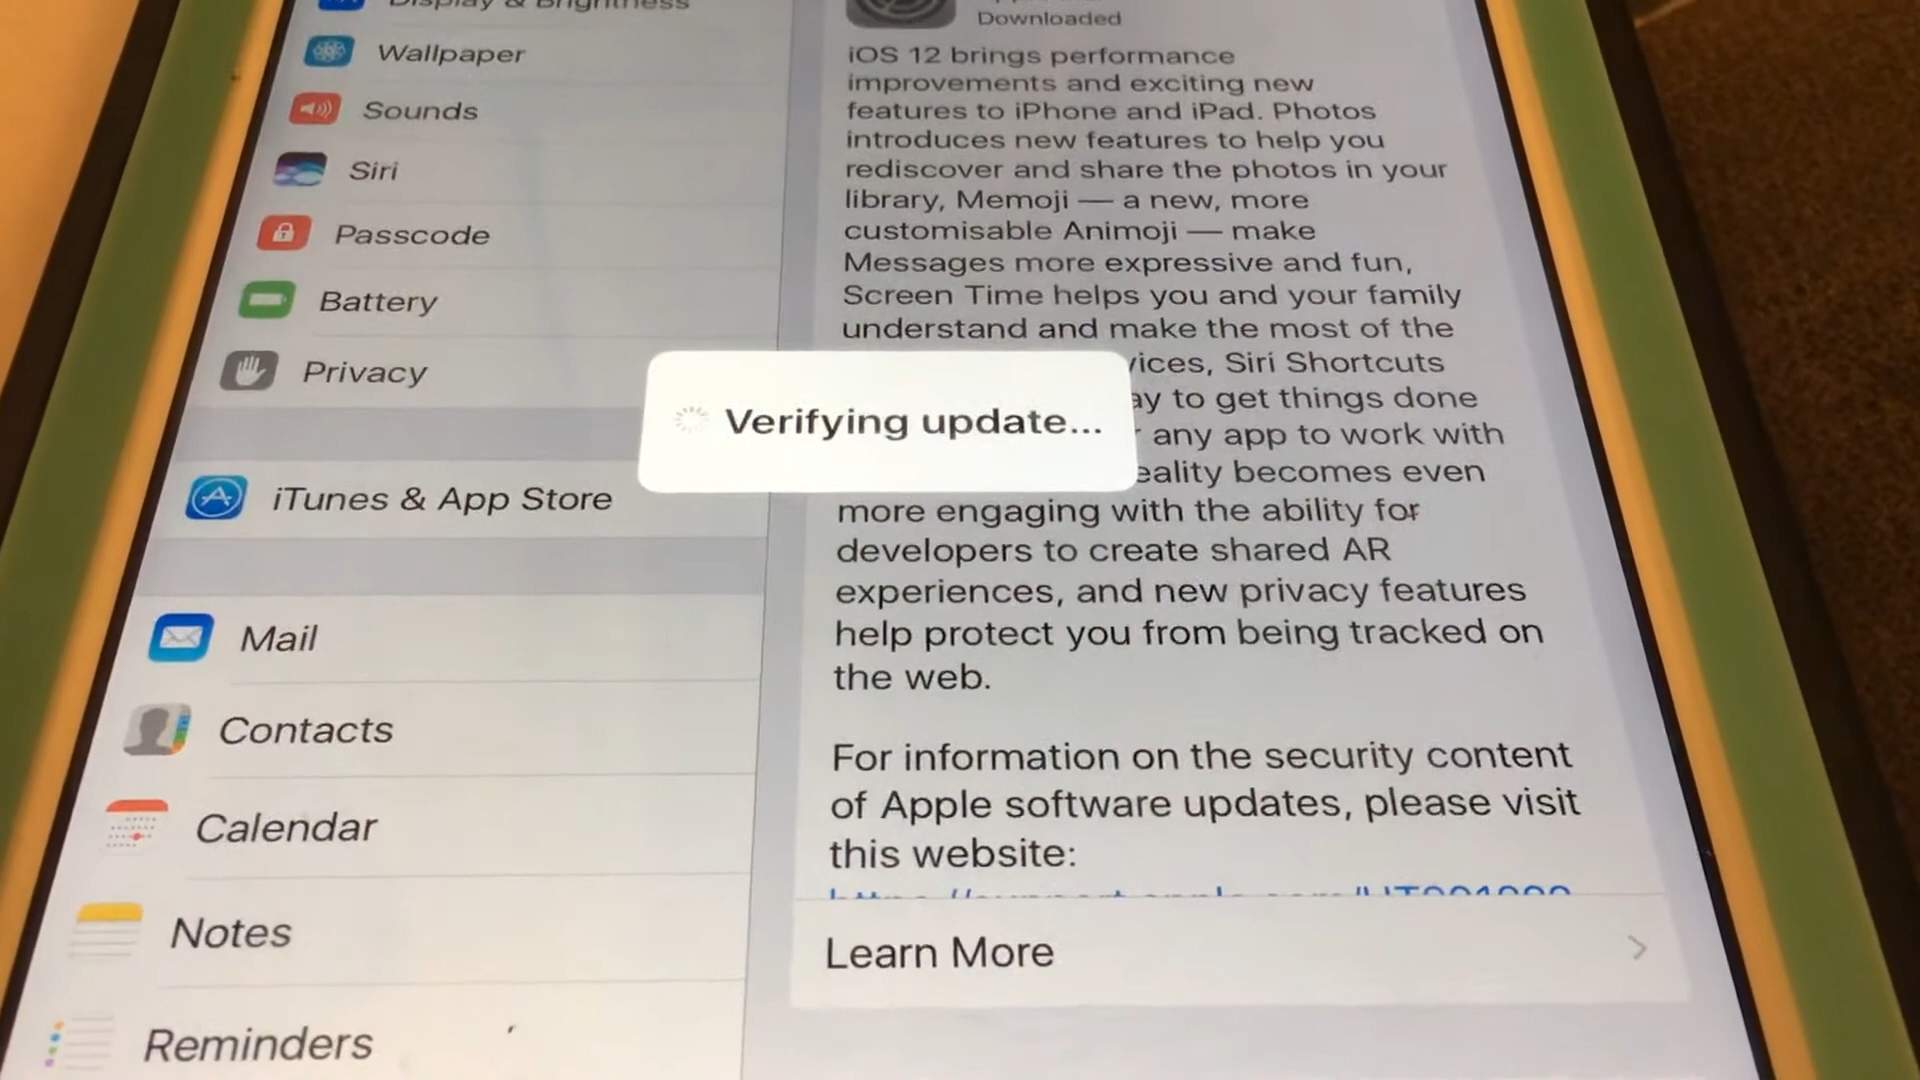 Display & Brightness
Wallpaper
Sounds
Siri
Passcode
Battery
Privacy
iTunes & App Store
Mail
Contacts
Calendar
Notes
Reminders
Downloaded
iOS 12 brings performance
improvements and exciting new
features to iPhone and iPad. Photos
introduces new features to help you
rediscover and share the photos in your
library, Memoji — a new, more
customisable Animoji — make
Messages more expressive and fun,
Screen Time helps you and your family
understand and make the most of the
vices, Siri Shortcuts
ay to get things done
any app to work with
eality becomes even
more engaging with the ability for
developers to create shared AR
experiences, and new privacy features
help protect you from being tracked on
the web.
For information on the security content
of Apple software updates, please visit
this website:
Learn More
Verifying update...